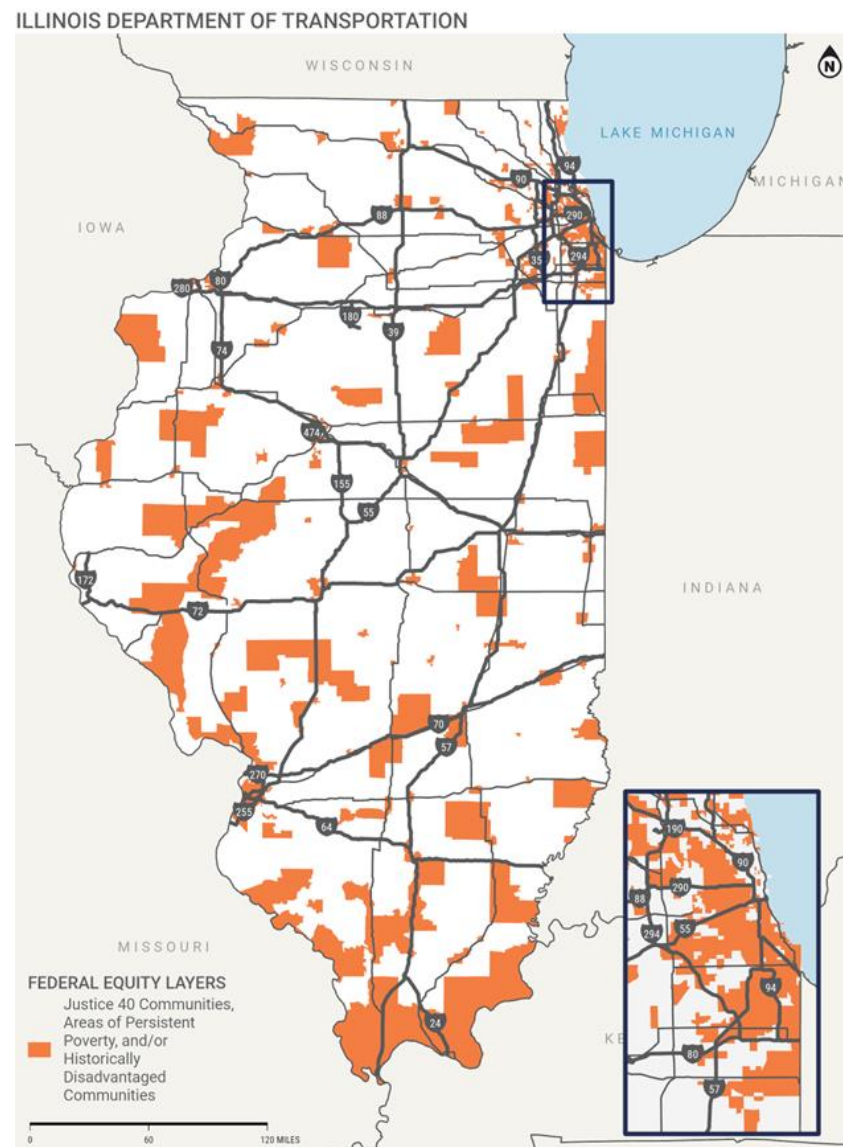 ILLINOIS DEPARTMENT OF TRANSPORTATION
WISCONSIN
N
LAKE MICHIGAN
MICHIGAN
IOWA
94
90
290
88
294
35
80
280
180
39
74
474
155
55
172
72
INDIANA
70
57
270
255
64
MISSOURI
24
FEDERAL EQUITY LAYERS
Justice 40 Communities,
Areas of Persistent
Poverty, and/or
Historically
Disadvantaged
Communities
0 60 120 MILES
190
90
290
88
294
55
94
KE
80
57